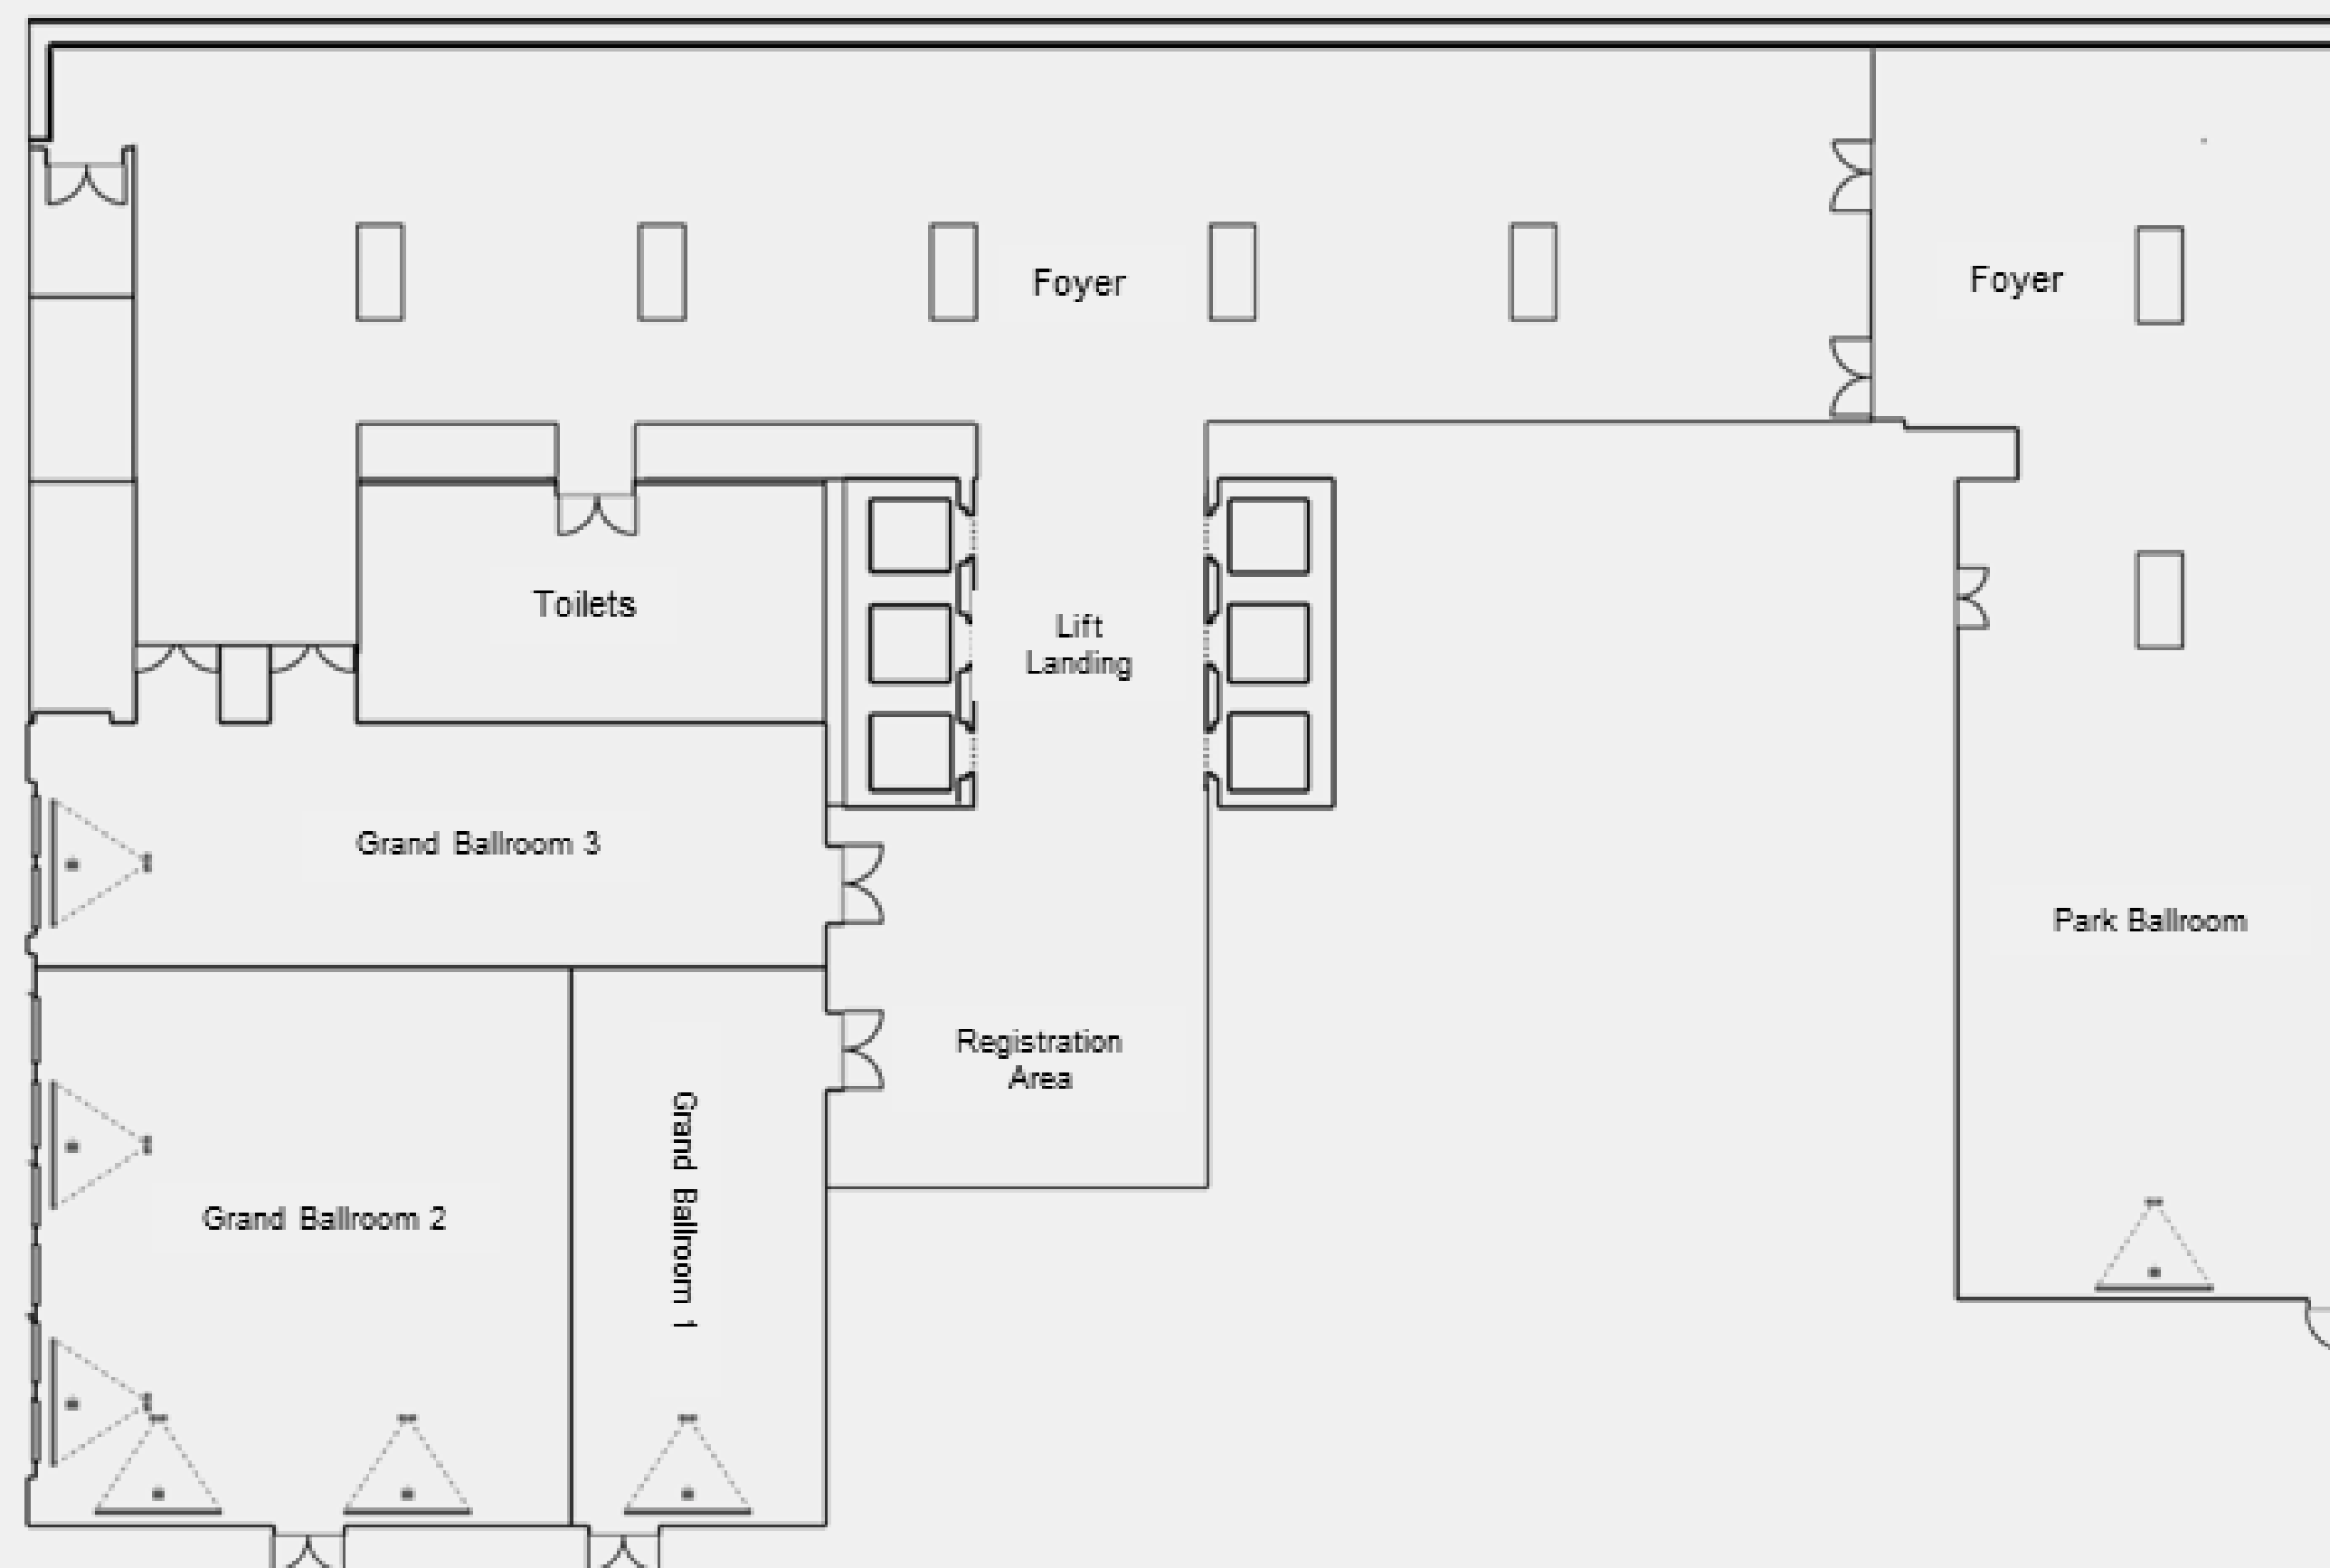 Foyer
Foyer
Toilets
Lift
Landing
Grand Ballroom 3
Park Ballroom
Registration
Area
Grand Ballroom 1
Grand Ballroom 2